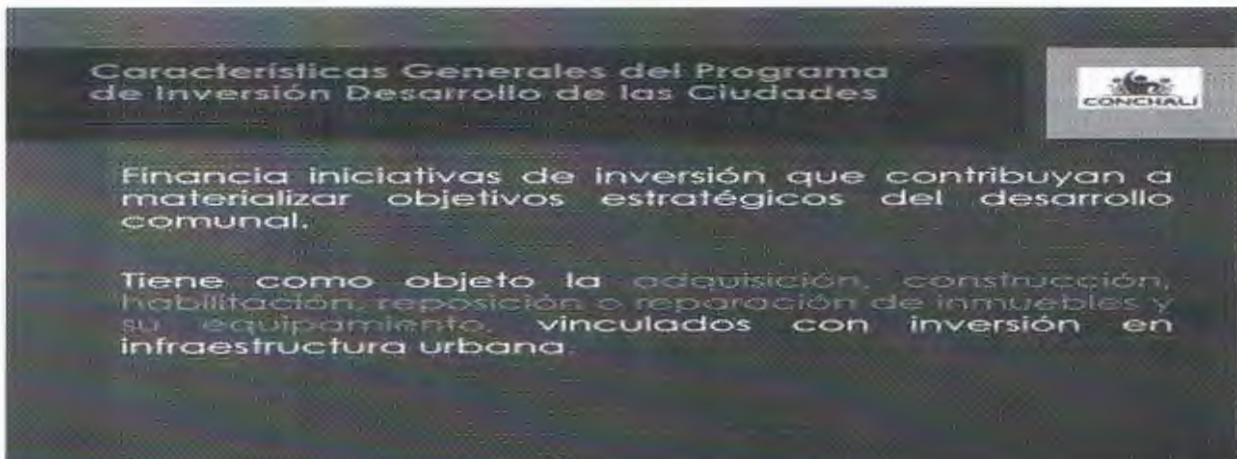 Características Generales del Programa
de Inversión Desarrollo de las Ciudades
CONCHALÍ
Financia iniciativas de inversión que contribuyan a
materializar objetivos estratégicos del desarrollo
comunal.
Tiene como objeto la adquisición, construcción,
habilitación, reposición o reparación de inmuebles y
su equipamiento, vinculados con inversión en
infraestructura urbana.